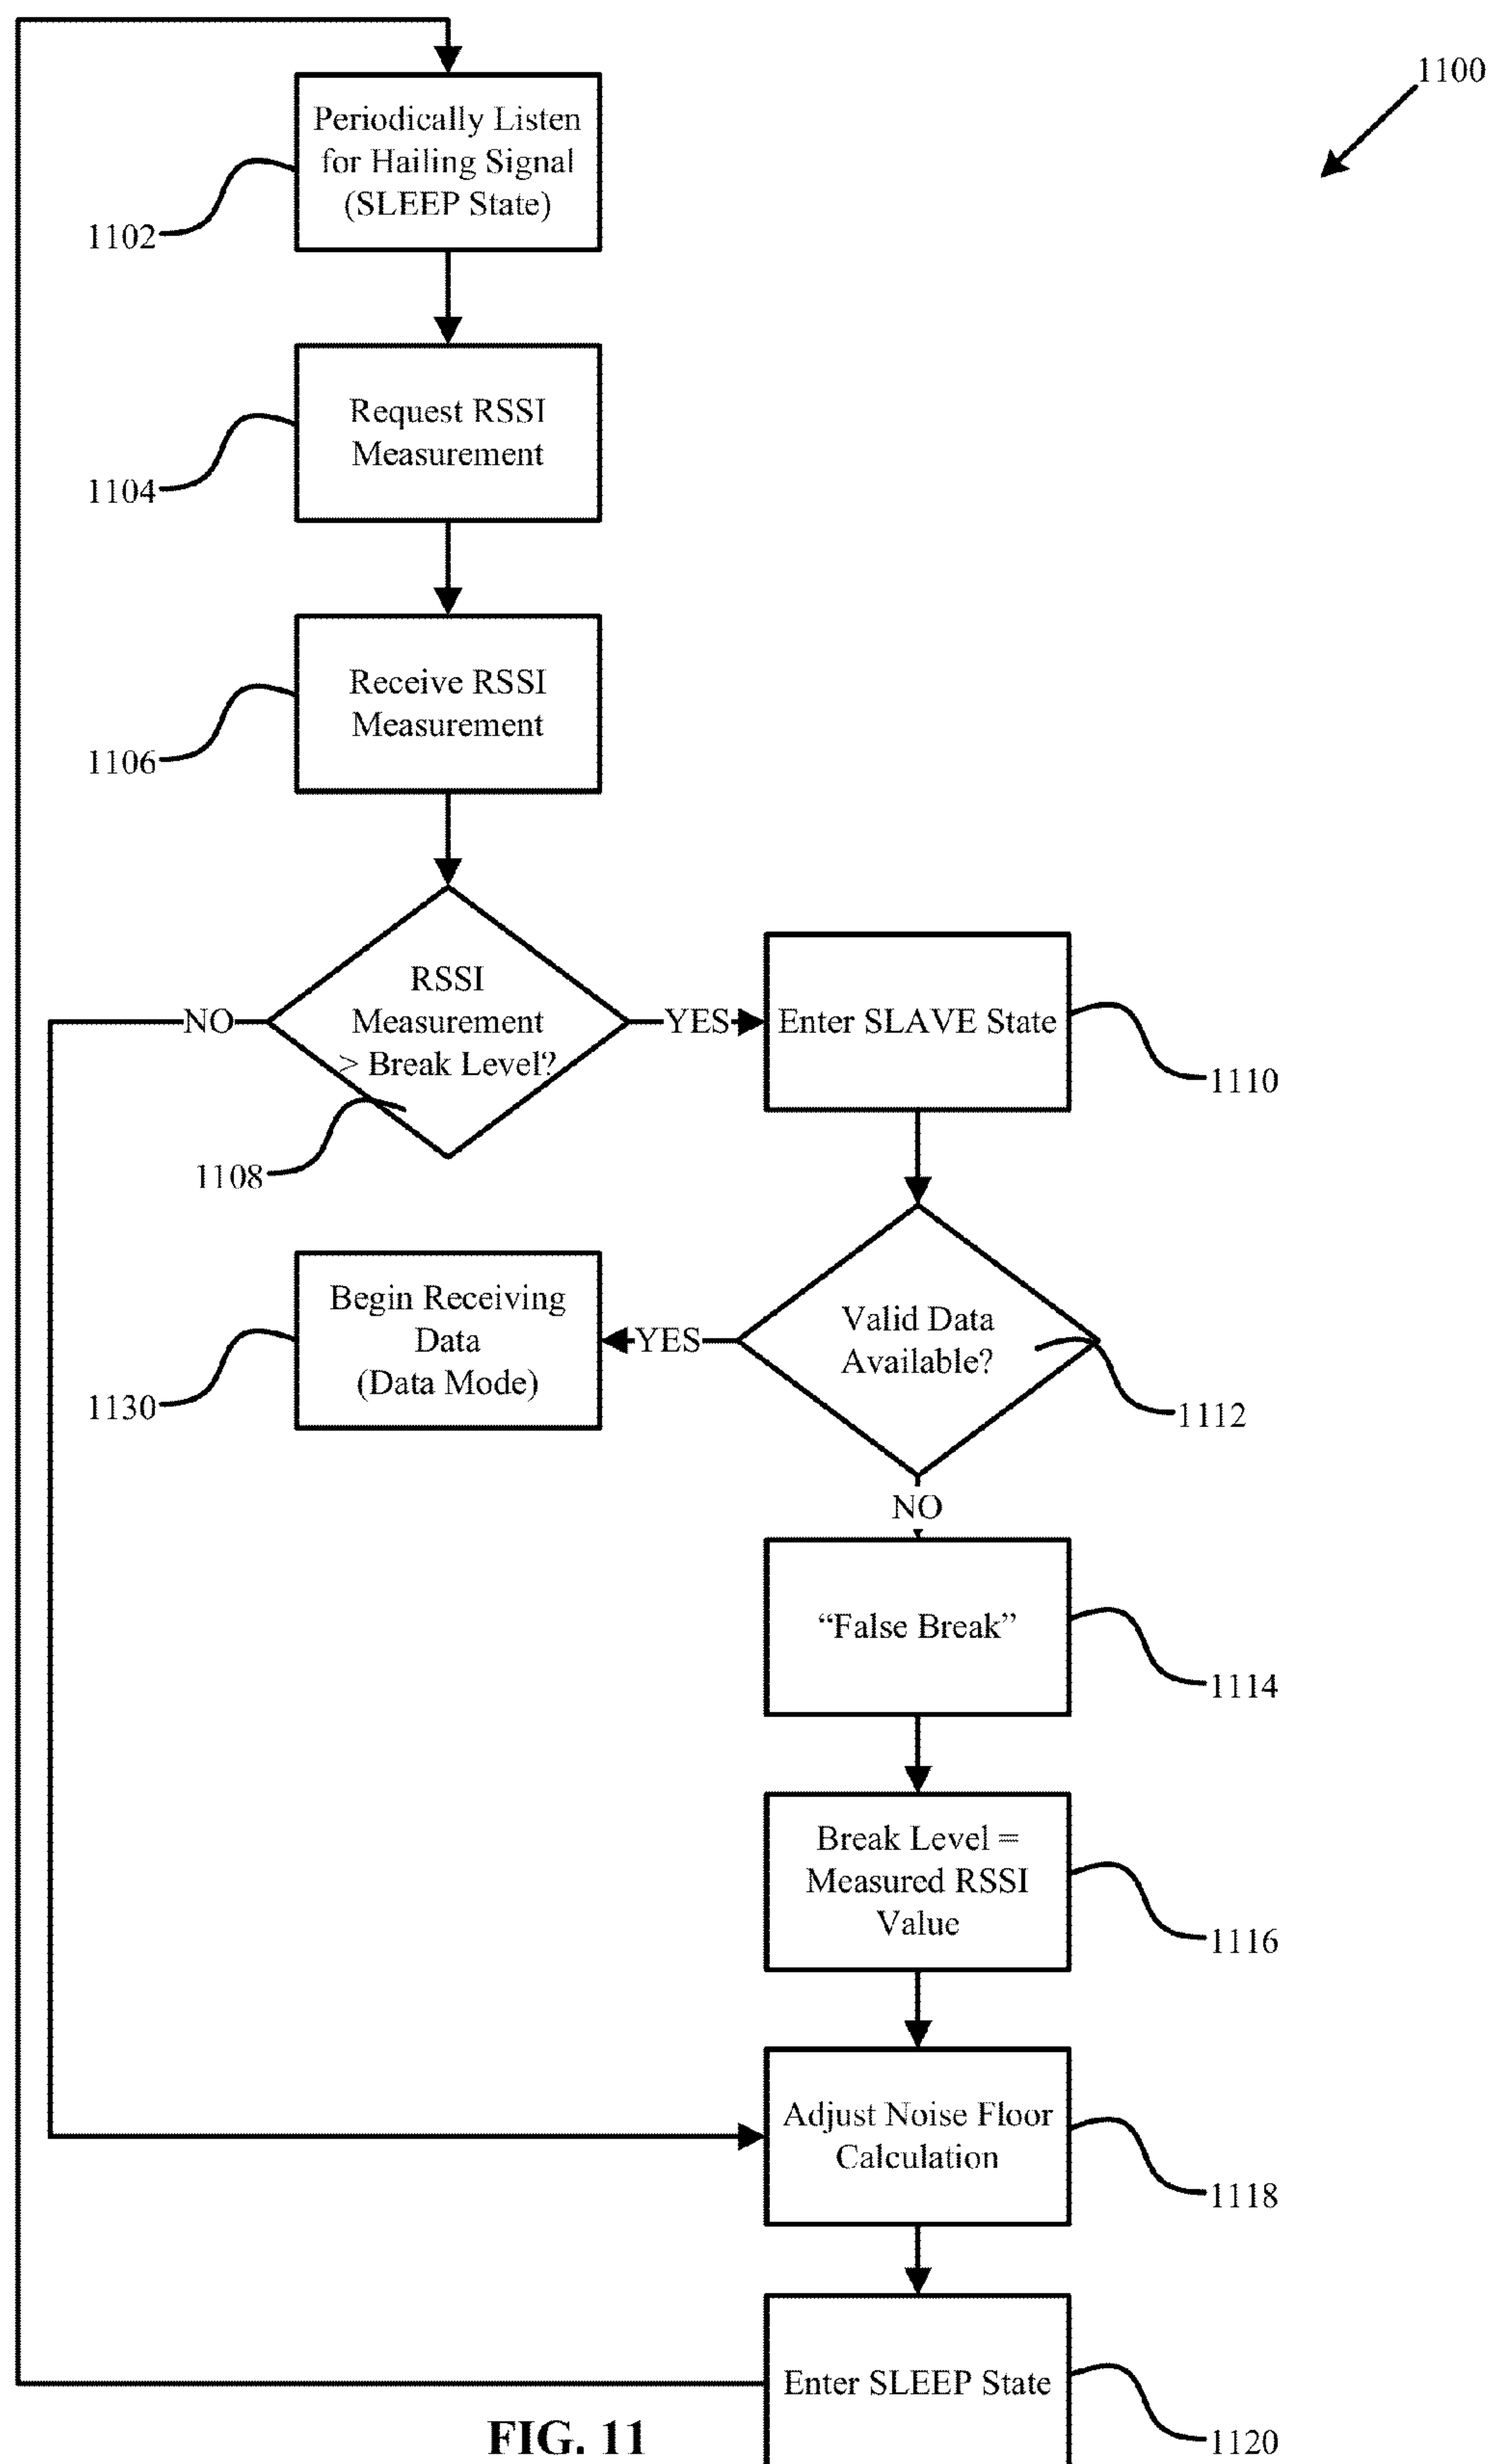 1100
Periodically Listen
for Hailing Signal
(SLEEP State)
1102
Request RSSI
Measurement
1104
Receive RSSI
Measurement
1106
RSSI
Measurement
> Break Level?
NO
YES
1108
Enter SLAVE State
1110
Valid Data
Available?
YES
1112
Begin Receiving
Data
(Data Mode)
1130
NO
“False Break”
1114
Break Level =
Measured RSSI
Value
1116
Adjust Noise Floor
Calculation
1118
Enter SLEEP State
1120
FIG. 11